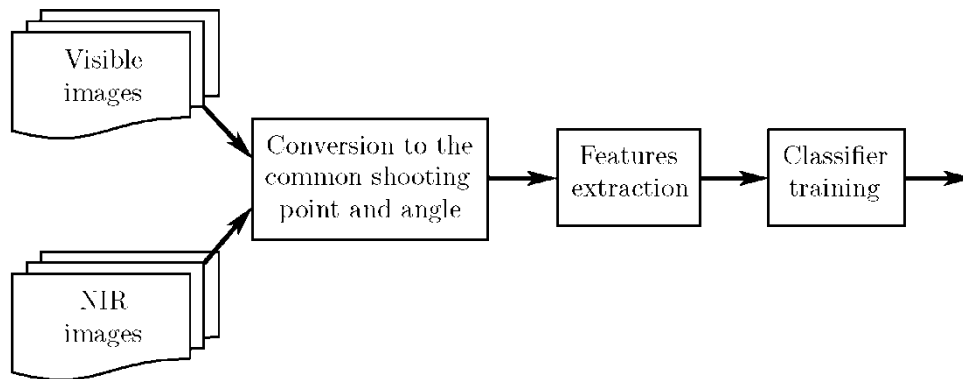 Visible
images
NIR
images
Conversion to the
common shooting
point and angle
Features
extraction
Classifier
training